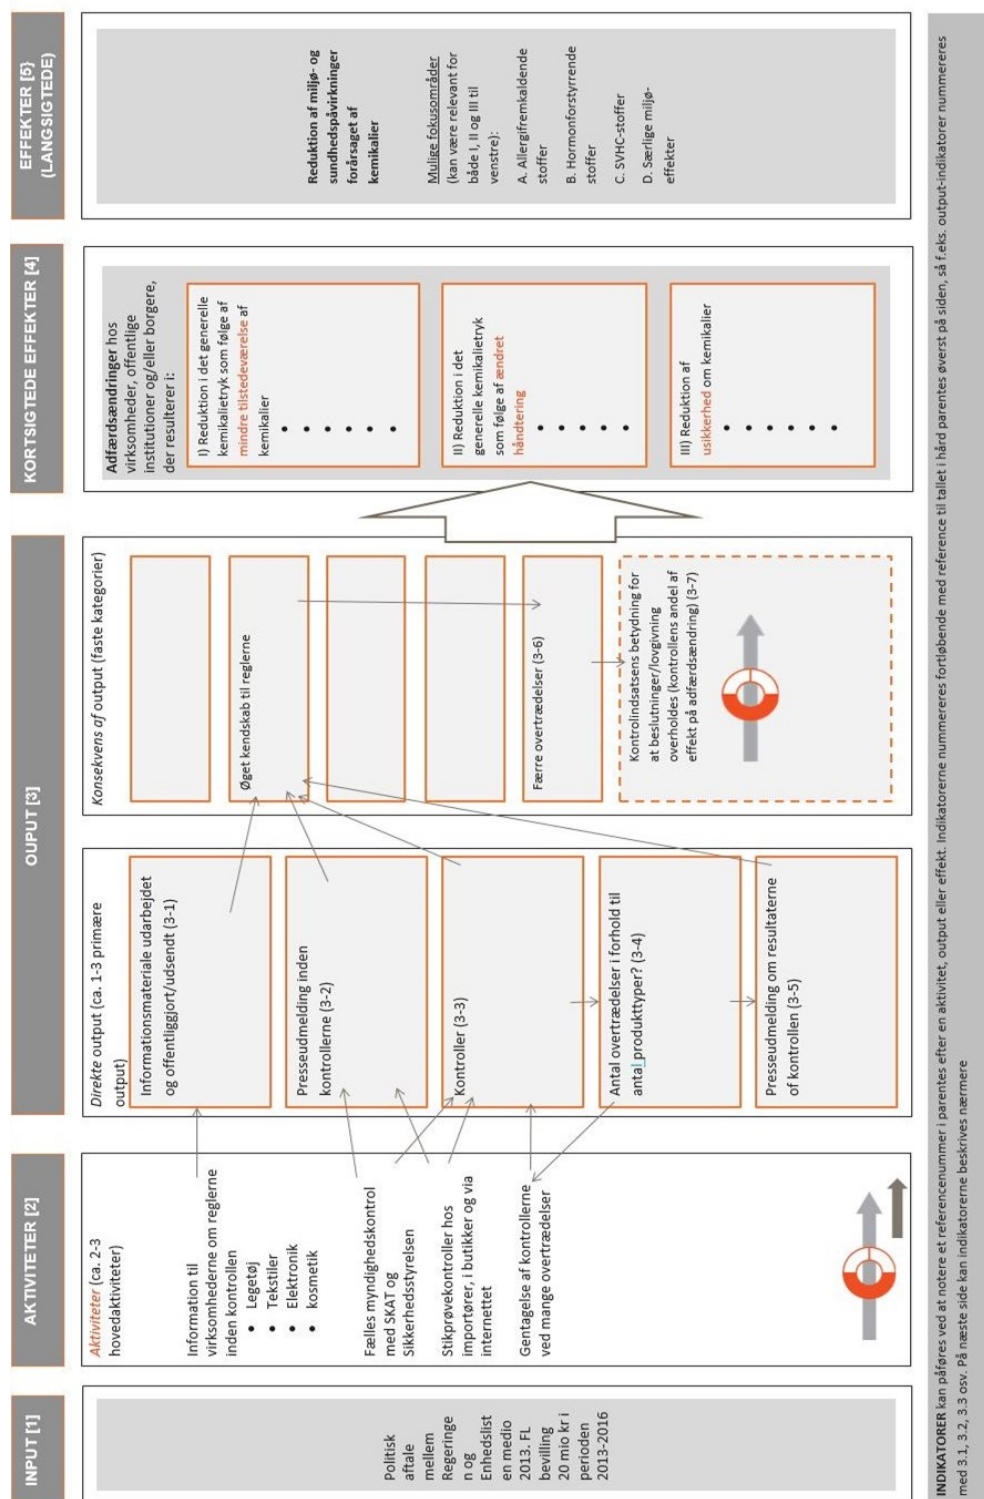 INPUT [1]
Politisk
aftale
mellem
Regeringe
n og
Enhedslist
en medio
2013. FL
bevilling
20 mio kr i
perioden
2013-2016
AKTIVITETER [2]
Aktiviteter (ca. 2-3
hovedaktiviteter)
Information til
virksomhederne om reglerne
inden kontrollen
• Legetøj
• Tekstiler
• Elektronik
• kosmetik
Fælles myndighedskontrol
med SKAT og
Sikkerhedsstyrelsen
Stikprøvekontroller hos
importører, i butikker og via
internettet
Gentagelse af kontrollerne
ved mange overtrædelser
OUPUT [3]
Direkte output (ca. 1-3 primære
output)
Informationsmateriale udarbejdet
og offentliggjort/udsendt (3-1)
Presseudmelding inden
kontrollerne (3-2)
Kontroller (3-3)
Antal overtrædelser i forhold til
antal produkttyper? (3-4)
Presseudmelding om resultaterne
of kontrollen (3-5)
Konsekvens af output (faste kategorier)
Øget kendskab til reglerne
Færre overtrædelser (3-6)
Kontrolindsatsens betydning for
at beslutninger/lovgivning
overholdes (kontrollens andel af
effekt på adfærdsændring) (3-7)
KORTSIGTEDE EFFEKTER [4]
Adfærdsændringer hos
virksomheder, offentlige
institutioner og/eller borgere,
der resulterer i:
I) Reduktion i det generelle
kemikalietryk som følge af
mindre tilstedeværelse af
kemikalier
•
•
•
•
•
•
II) Reduktion i det
generelle kemikalietryk
som følge af ændret
håndtering
•
•
•
•
•
III) Reduktion af
usikkerhed om kemikalier
•
•
•
•
•
•
EFFEKTER [5}
(LANGSIGTEDE)
Reduktion af miljø- og
sundhedspåvirkninger
forårsaget af
kemikalier
Mulige fokusområder
(kan være relevant for
både I, II og III til
venstre):
A. Allergifremkaldende
stoffer
B. Hormonforstyrrende
stoffer
C. SVHC-stoffer
D. Særlige miljø-
effekter
INDIKATORER kan påføres ved at notere et referencenummer i parentes efter en aktivitet, output eller effekt. Indikatorerne nummereres fortløbende med reference til tallet i hård parentes øverst på siden, så f.eks. output-indikatorer nummereres
med 3.1, 3.2, 3.3 osv. På næste side kan indikatorerne beskrives nærmere